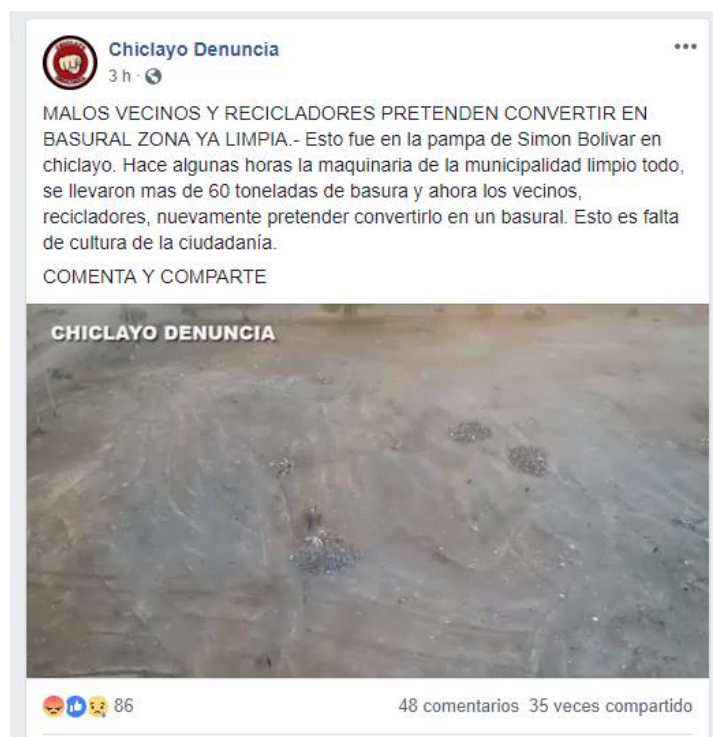 Chiclayo Denuncia
3 h ·
MALOS VECINOS Y RECICLADORES PRETENDEN CONVERTIR EN
BASURAL ZONA YA LIMPIA.- Esto fue en la pampa de Simon Bolivar en
chiclayo. Hace algunas horas la maquinaria de la municipalidad limpio todo,
se llevaron mas de 60 toneladas de basura y ahora los vecinos,
recicladores, nuevamente pretender convertirlo en un basural. Esto es falta
de cultura de la ciudadanía.
COMENTA Y COMPARTE
CHICLAYO DENUNCIA
86
48 comentarios 35 veces compartido